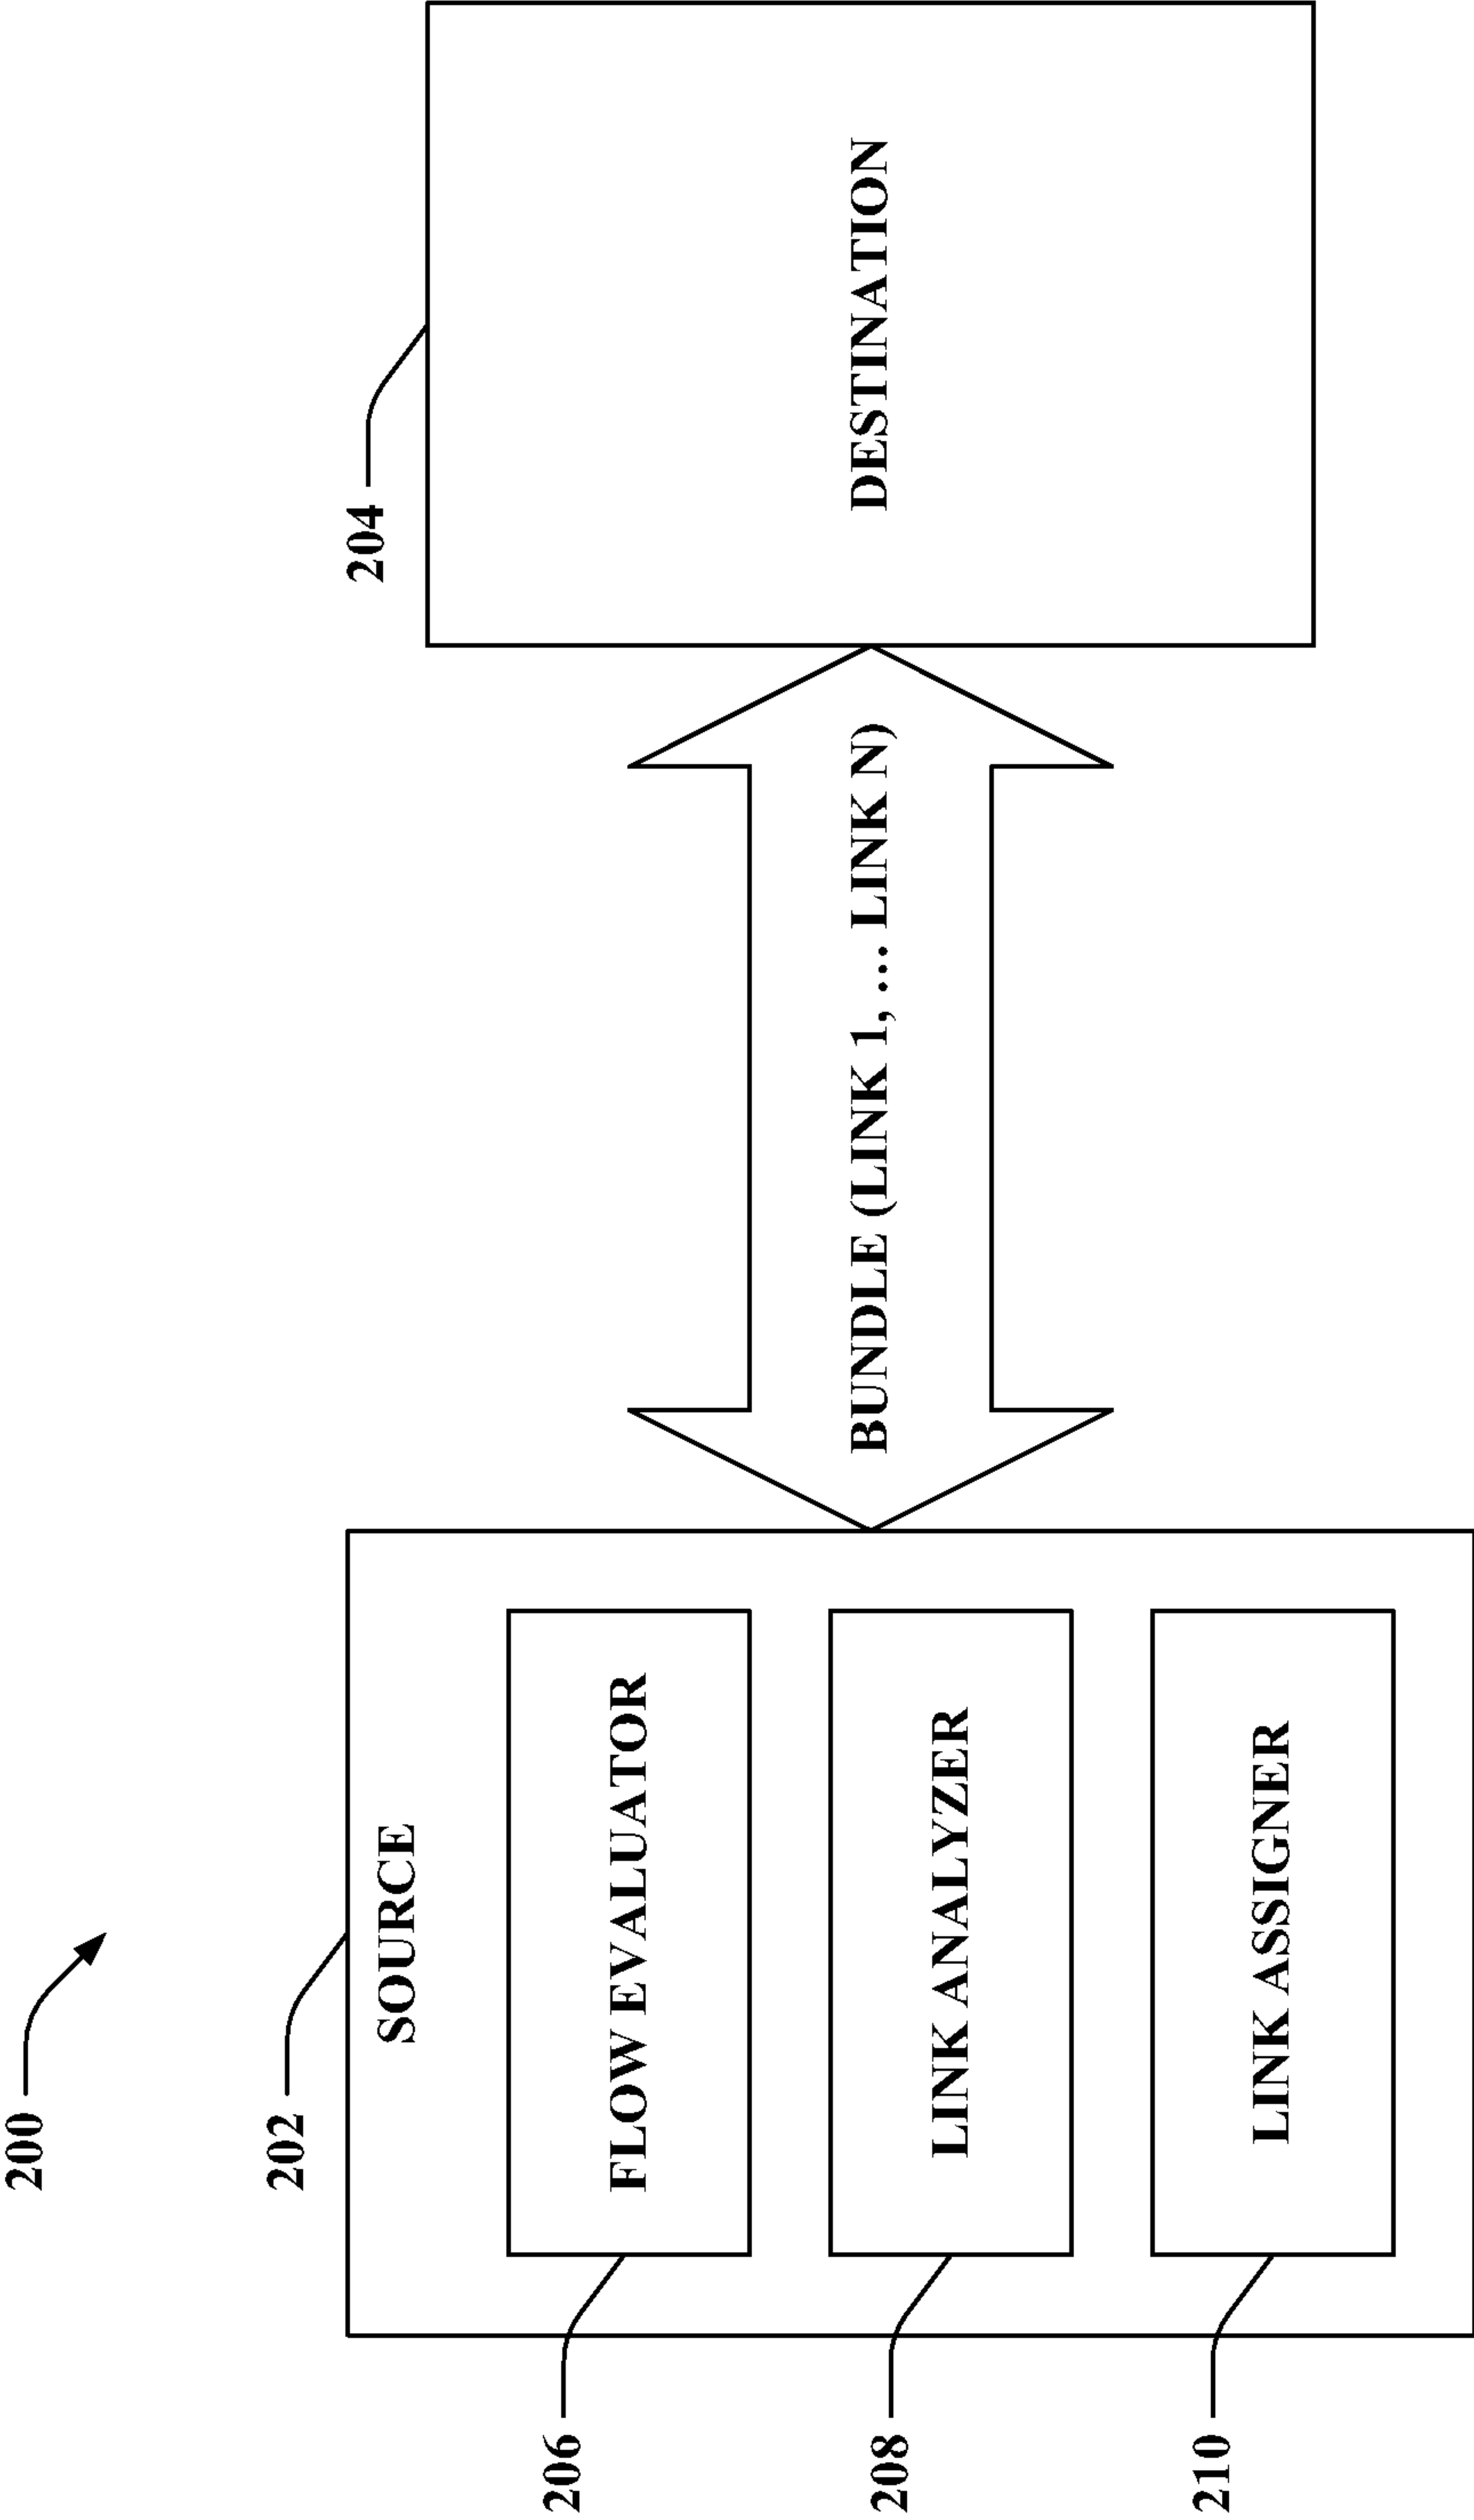 200
202
SOURCE
206
FLOW EVALUATOR
208
LINK ANALYZER
210
LINK ASSIGNER
BUNDLE (LINK 1, … LINK N)
204
DESTINATION